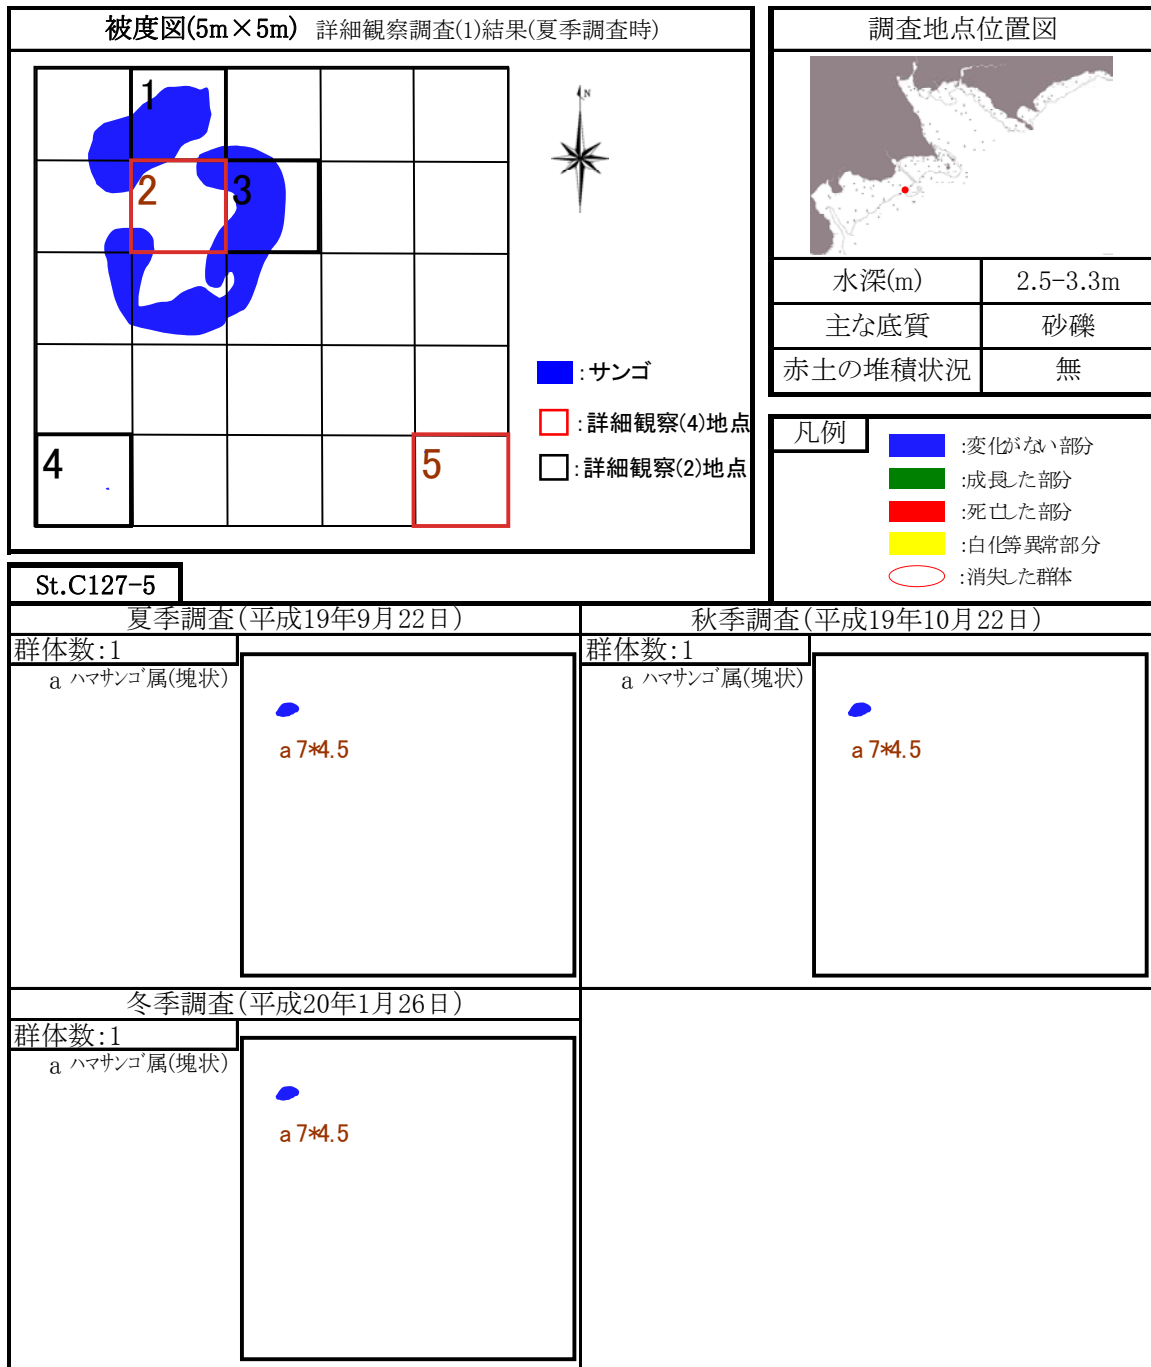 被度図(5m×5m) 詳細観察調査(1)結果(夏季調査時)
1
2
3
4
5
N
:サンゴ
:詳細観察(4)地点
:詳細観察(2)地点
調査地点位置図
水深(m) 2.5-3.3m
主な底質 砂礫
赤土の堆積状況 無
凡例
:変化がない部分
:成長した部分
:死亡した部分
:白化等異常部分
:消失した群体
St.C127-5
夏季調査(平成19年9月22日)
群体数:1
a ハマサンゴ属(塊状)
a 7*4.5
秋季調査(平成19年10月22日)
群体数:1
a ハマサンゴ属(塊状)
a 7*4.5
冬季調査(平成20年1月26日)
群体数:1
a ハマサンゴ属(塊状)
a 7*4.5